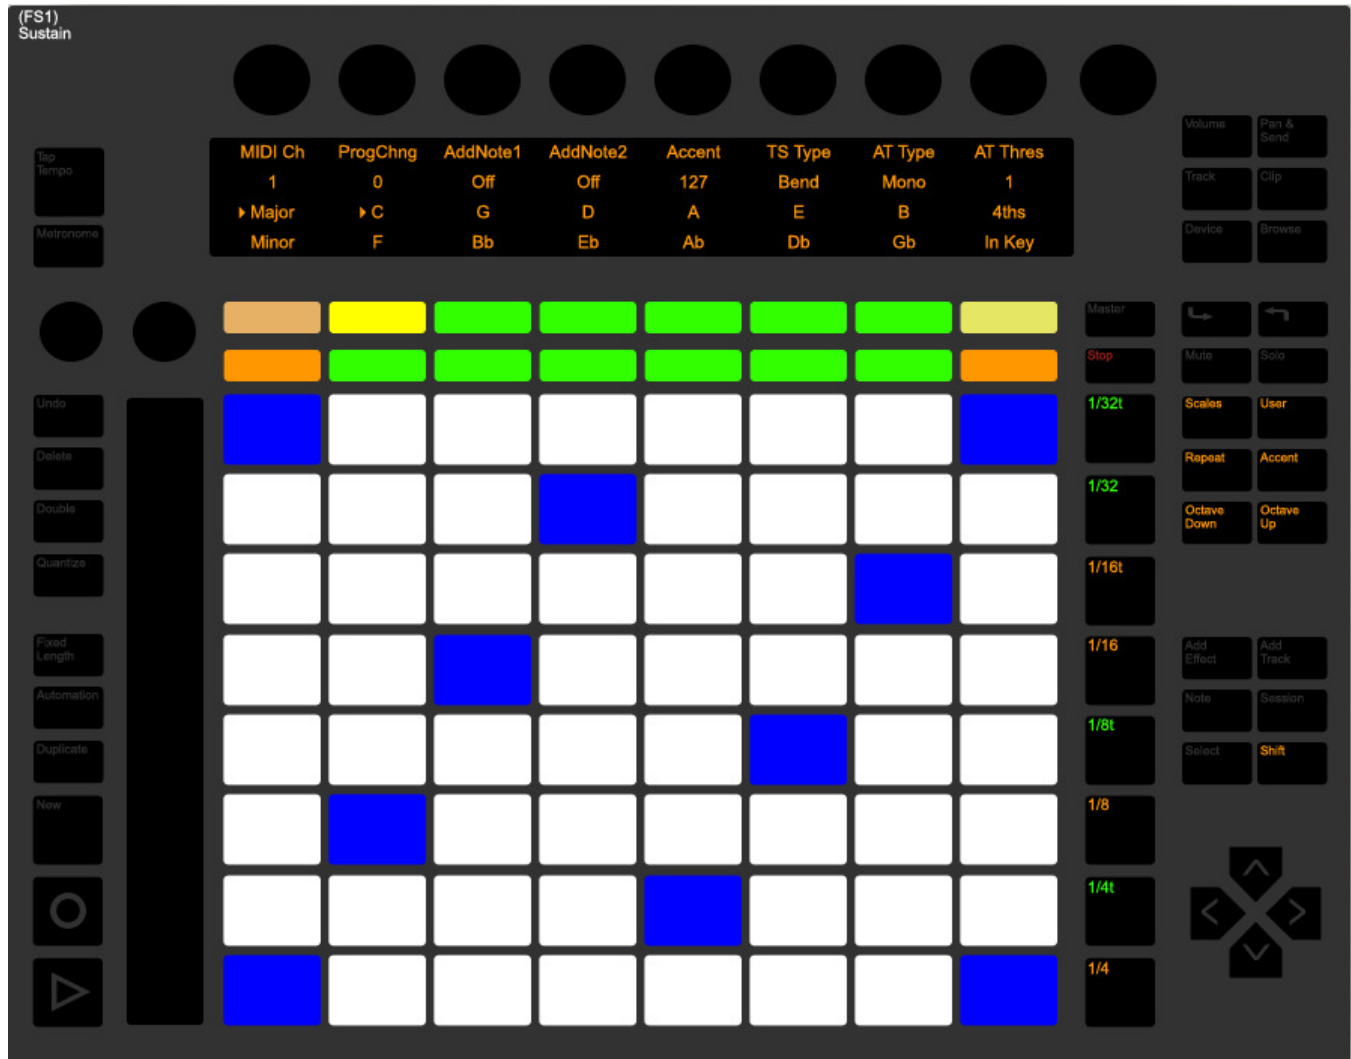 (FS1)
Sustain
Volume
Pan &
Send
Tap
Tempo
MIDI Ch ProgChng AddNote1 AddNote2 Accent TS Type AT Type AT Thres
1 0 Off Off 127 Bend Mono 1
Major C G D A E B 4ths
Minor F Bb Eb Ab Db Gb In Key
Track
Clip
Metronome
Device
Browse
Master
Stop
Mute
Solo
Undo
1/32t
Scales
User
Delete
Repeat
Accent
1/32
Double
Octave
Down
Octave
Up
Quantize
1/16t
Fixed
Length
1/16
Add
Effect
Add
Track
Automation
Note
Session
1/8t
Duplicate
Select
Shift
New
1/8
1/4t
1/4